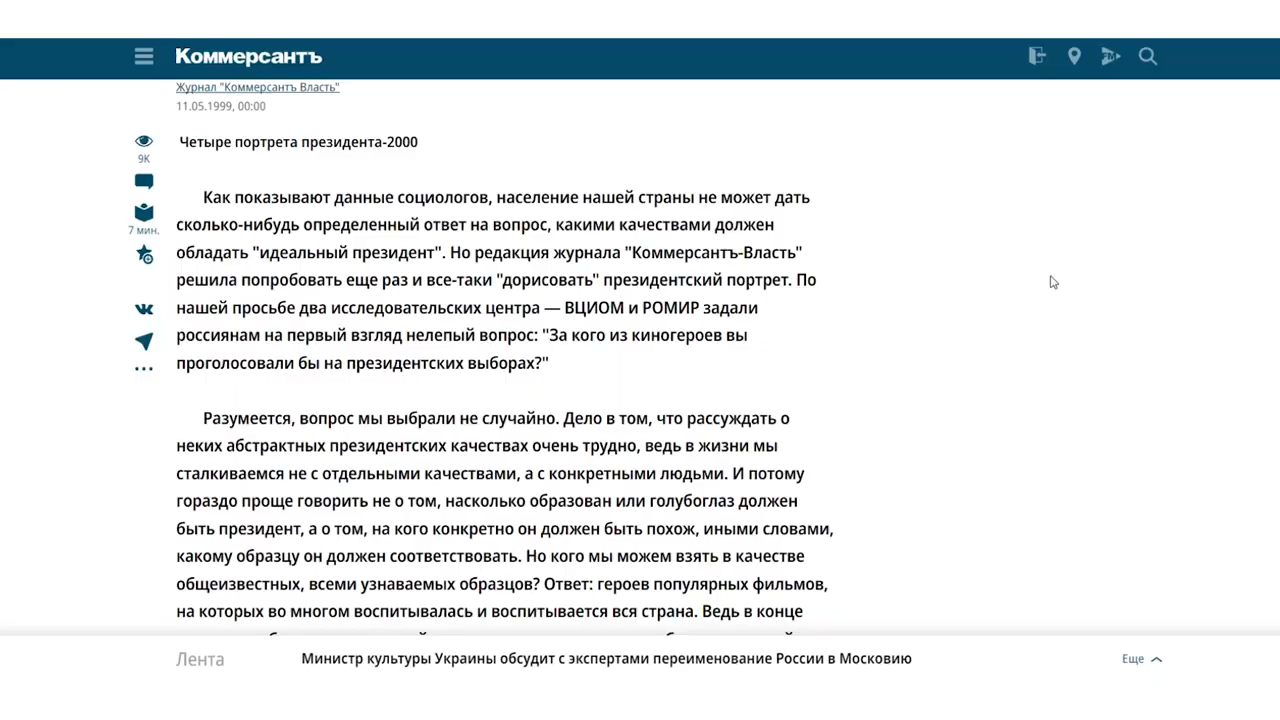 Коммерсантъ
Журнал "Коммерсантъ Власть"
11.05.1999, 00:00
9K
7 мин.
Четыре портрета президента-2000
Как показывают данные социологов, население нашей страны не может дать
сколько-нибудь определенный ответ на вопрос, какими качествами должен
обладать "идеальный президент". Но редакция журнала "Коммерсантъ-Власть"
решила попробовать еще раз и все-таки "дорисовать" президентский портрет. По
нашей просьбе два исследовательских центра — ВЦИОМ и РОМИР задали
россиянам на первый взгляд нелепый вопрос: "За кого из киногероев вы
проголосовали бы на президентских выборах?"
Разумеется, вопрос мы выбрали не случайно. Дело в том, что рассуждать о
неких абстрактных президентских качествах очень трудно, ведь в жизни мы
сталкиваемся не с отдельными качествами, а с конкретными людьми. И потому
гораздо проще говорить не о том, насколько образован или голубоглаз должен
быть президент, а о том, на кого конкретно он должен быть похож, иными словами,
какому образцу он должен соответствовать. Но кого мы можем взять в качестве
общеизвестных, всеми узнаваемых образцов? Ответ: героев популярных фильмов,
на которых во многом воспитывалась и воспитывается вся страна. Ведь в конце
Лента
Министр культуры Украины обсудит с экспертами переименование России в Московию
Еще